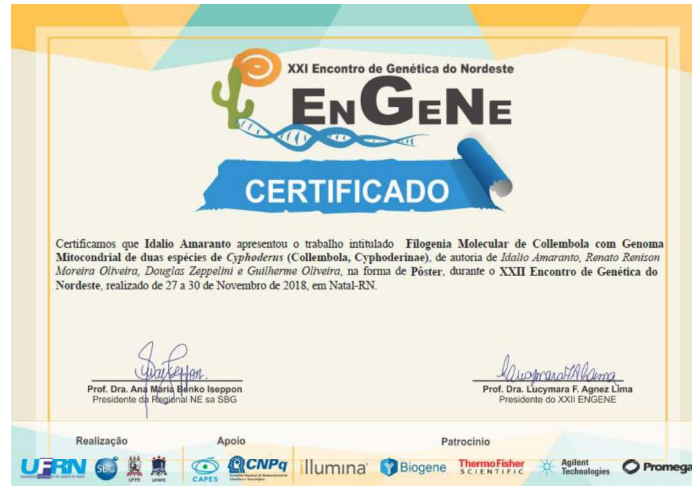 XXI Encontro de Genética do Nordeste
ENGENE
CERTIFICADO
Certificamos que Idalio Amaranto apresentou o trabalho intitulado Filogenia Molecular de Collembola com Genoma
Mitocondrial de duas espécies de Cyphoderus (Collembola, Cyphoderinae), de autoria de Idalio Amaranto, Renato Renison
Moreira Oliveira, Douglas Zeppelini e Guilherme Oliveira, na forma de Pôster, durante o XXII Encontro de Genética do
Nordeste, realizado de 27 a 30 de Novembro de 2018, em Natal-RN.
Prof. Dra. Ana Maria Benko Iseppon
Presidente da Regional NE sa SBG
Prof. Dra. Lucymara F. Agnez Lima
Presidente do XXII ENGENE
Realização
Apoio
Patrocinio
UFRN
SBG
UFPE
UFRPE
CAPES
CNPq
illumina
Biogene
ThermoFisher
SCIENTIFIC
Agilent
Technologies
Promega